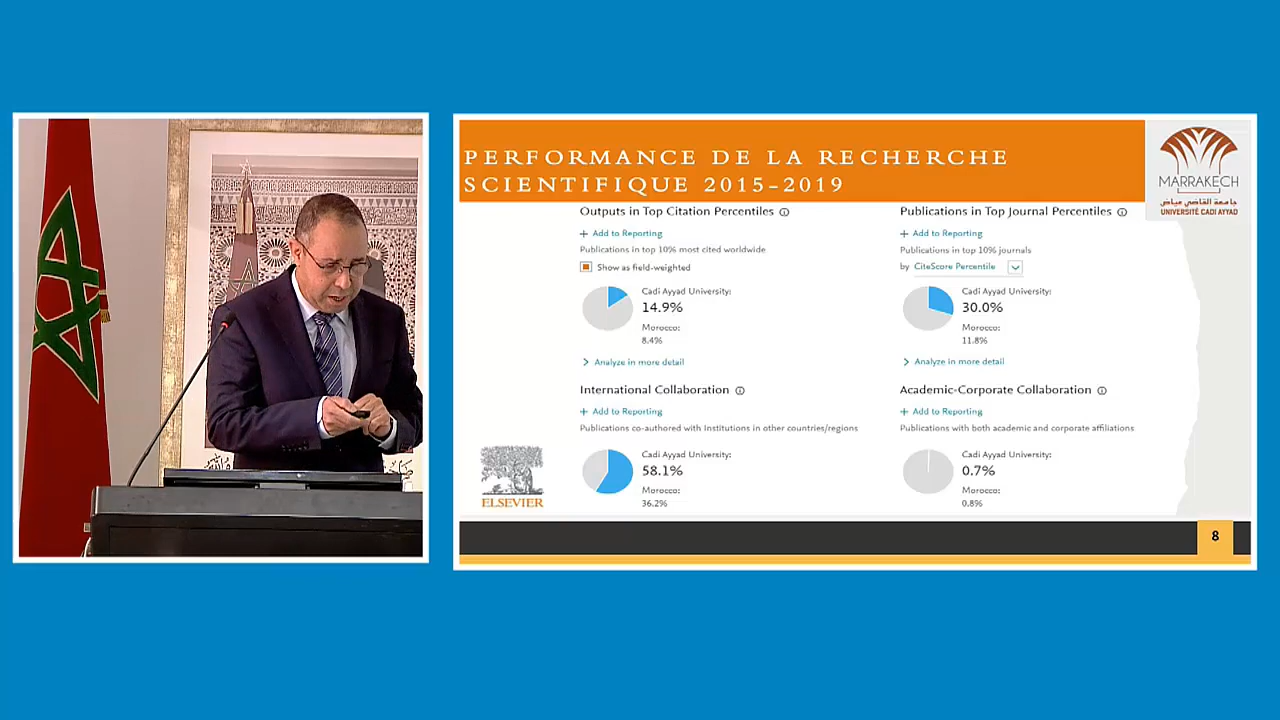 PERFORMANCE DE LA RECHERCHE
SCIENTIFIQUE 2015-2019
MARRAKECH
جامعة القاضي عياض
UNIVERSITÉ CADI AYYAD
Outputs in Top Citation Percentiles
+ Add to Reporting
Publications in top 10% most cited worldwide
Show as field-weighted
Cadi Ayyad University:
14.9%
Morocco:
8.4%
Analyze in more detail
Publications in Top Journal Percentiles
+ Add to Reporting
Publications in top 10% journals
by CiteScore Percentile
Cadi Ayyad University:
30.0%
Morocco:
11.8%
Analyze in more detail
International Collaboration
+ Add to Reporting
Publications co-authored with Institutions in other countries/regions
Cadi Ayyad University:
58.1%
Morocco:
36.2%
Academic-Corporate Collaboration
+ Add to Reporting
Publications with both academic and corporate affiliations
Cadi Ayyad University:
0.7%
Morocco:
0.8%
ELSEVIER
8